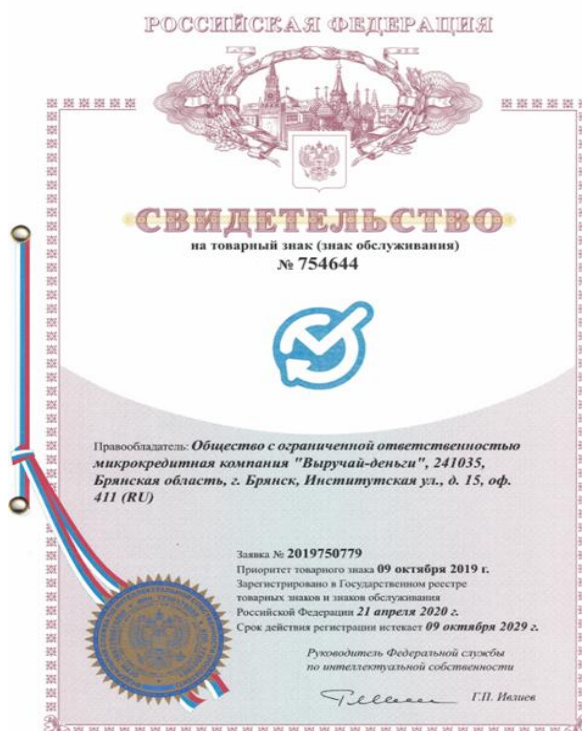 РОССИЙСКАЯ ФЕДЕРАЦИЯ
СВИДЕТЕЛЬСТВО
на товарный знак (знак обслуживания)
№ 754644
Правообладатель: Общество с ограниченной ответственностью
микрокредитная компания "Выручай-деньги", 241035,
Брянская область, г. Брянск, Институтская ул., д. 15, оф.
411 (RU)
Заявка № 2019750779
Приоритет товарного знака 09 октября 2019 г.
Зарегистрировано в Государственном реестре
товарных знаков и знаков обслуживания
Российской Федерации 21 апреля 2020 г.
Срок действия регистрации истекает 09 октября 2029 г.
Руководитель Федеральной службы
по интеллектуальной собственности
Г.П. Ивлиев